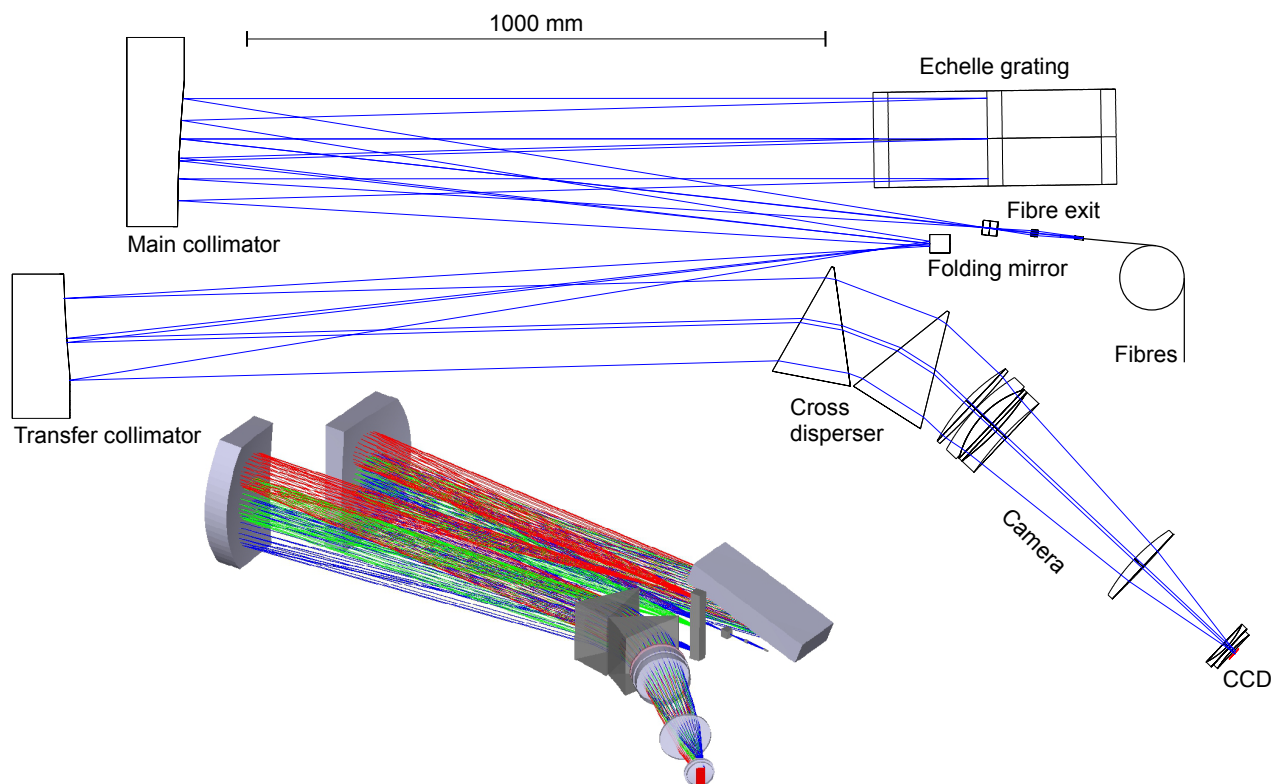 1000 mm
Echelle grating
Fibre exit
Main collimator
Folding mirror
Fibres
Cross
disperser
Transfer collimator
Camera
CCD